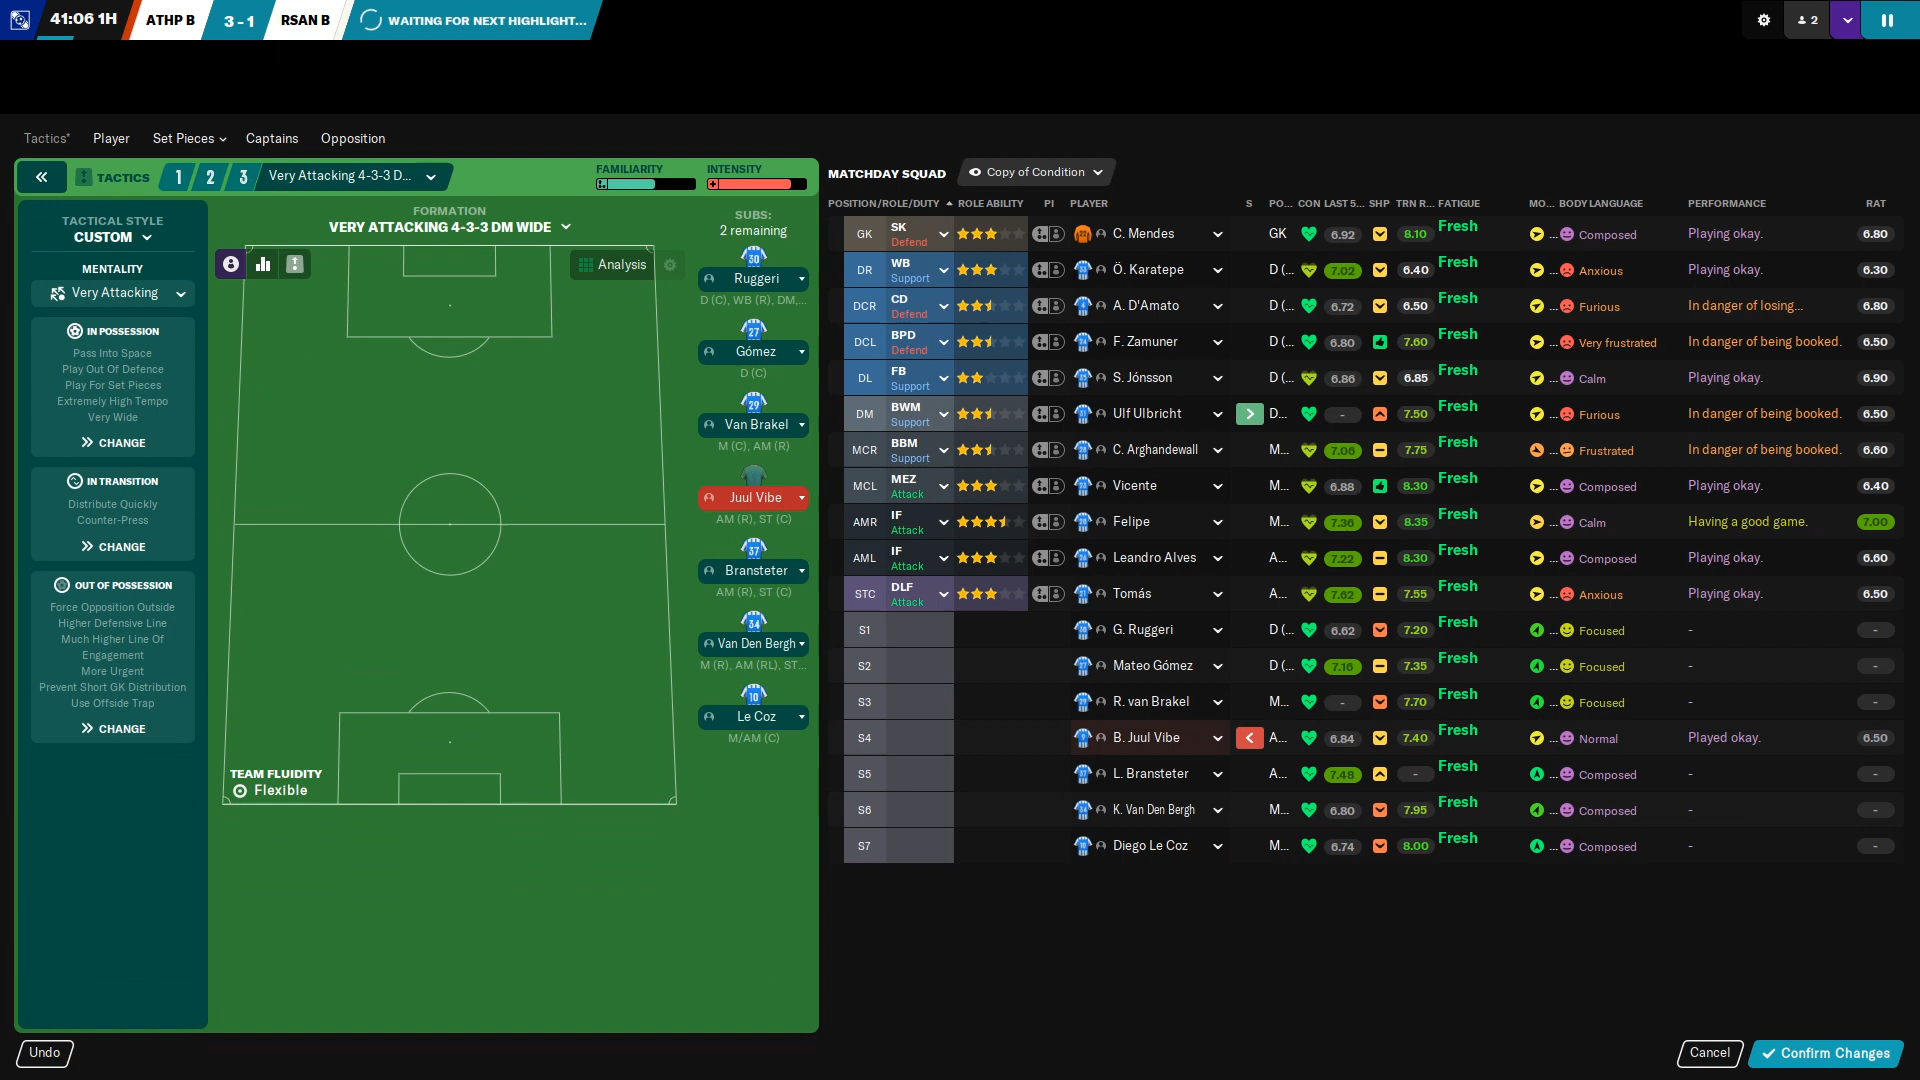 41:06 1H
ATHP B
3 - 1
RSAN B
WAITING FOR NEXT HIGHLIGHT...
2
Tactics*
Player
Set Pieces
Captains
Opposition
TACTICS
1
2
3
Very Attacking 4-3-3 D...
FAMILIARITY
INTENSITY
TACTICAL STYLE
CUSTOM
MENTALITY
Very Attacking
IN POSSESSION
Pass Into Space
Play Out Of Defence
Play For Set Pieces
Extremely High Tempo
Very Wide
CHANGE
IN TRANSITION
Distribute Quickly
Counter-Press
CHANGE
OUT OF POSSESSION
Force Opposition Outside
Higher Defensive Line
Much Higher Line Of
Engagement
More Urgent
Prevent Short GK Distribution
Use Offside Trap
CHANGE
FORMATION
VERY ATTACKING 4-3-3 DM WIDE
Analysis
TEAM FLUIDITY
Flexible
SUBS:
2 remaining
30
Ruggeri
D (C), WB (R), DM,...
27
Gómez
D (C)
29
Van Brakel
M (C), AM (R)
Juul Vibe
AM (R), ST (C)
37
Bransteter
AM (R), ST (C)
34
Van Den Bergh
M (R), AM (RL), ST...
10
Le Coz
M/AM (C)
MATCHDAY SQUAD
Copy of Condition
POSITION/ROLE/DUTY ROLE ABILITY PI PLAYER S PO... CON LAST 5... SHP TRN R... FATIGUE MO... BODY LANGUAGE PERFORMANCE RAT
GK SK Defend C. Mendes GK 6.92 8.10 Fresh ... Composed Playing okay. 6.80
DR WB Support Ö. Karatepe D (... 7.02 6.40 Fresh ... Anxious Playing okay. 6.30
DCR CD Defend A. D'Amato D (... 6.72 6.50 Fresh ... Furious In danger of losing... 6.80
DCL BPD Defend F. Zamuner D (... 6.80 7.60 Fresh ... Very frustrated In danger of being booked. 6.50
DL FB Support S. Jónsson D (... 6.86 6.85 Fresh ... Calm Playing okay. 6.90
DM BWM Support Ulf Ulbricht D... - 7.50 Fresh ... Furious In danger of being booked. 6.50
MCR BBM Support C. Arghandewall M... 7.06 7.75 Fresh ... Frustrated In danger of being booked. 6.60
MCL MEZ Attack Vicente M... 6.88 8.30 Fresh ... Composed Playing okay. 6.40
AMR IF Attack Felipe M... 7.36 8.35 Fresh ... Calm Having a good game. 7.00
AML IF Attack Leandro Alves A... 7.22 8.30 Fresh ... Composed Playing okay. 6.60
STC DLF Attack Tomás A... 7.62 7.55 Fresh ... Anxious Playing okay. 6.50
S1 G. Ruggeri D (... 6.62 7.20 Fresh ... Focused - -
S2 Mateo Gómez D (... 7.16 7.35 Fresh ... Focused - -
S3 R. van Brakel M... - 7.70 Fresh ... Focused - -
S4 B. Juul Vibe A... 6.84 7.40 Fresh ... Normal Played okay. 6.50
S5 L. Bransteter A... 7.48 - Fresh ... Composed - -
S6 K. Van Den Bergh M... 6.80 7.95 Fresh ... Composed - -
S7 Diego Le Coz M... 6.74 8.00 Fresh ... Composed - -
Undo
Cancel
Confirm Changes